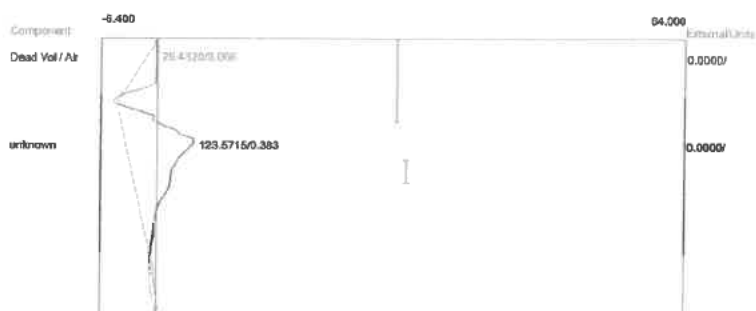 -6.400 64.000
Component External Units
Dead Vol / Air 0.0000/
unknown 123.5715/0.383 0.0000/